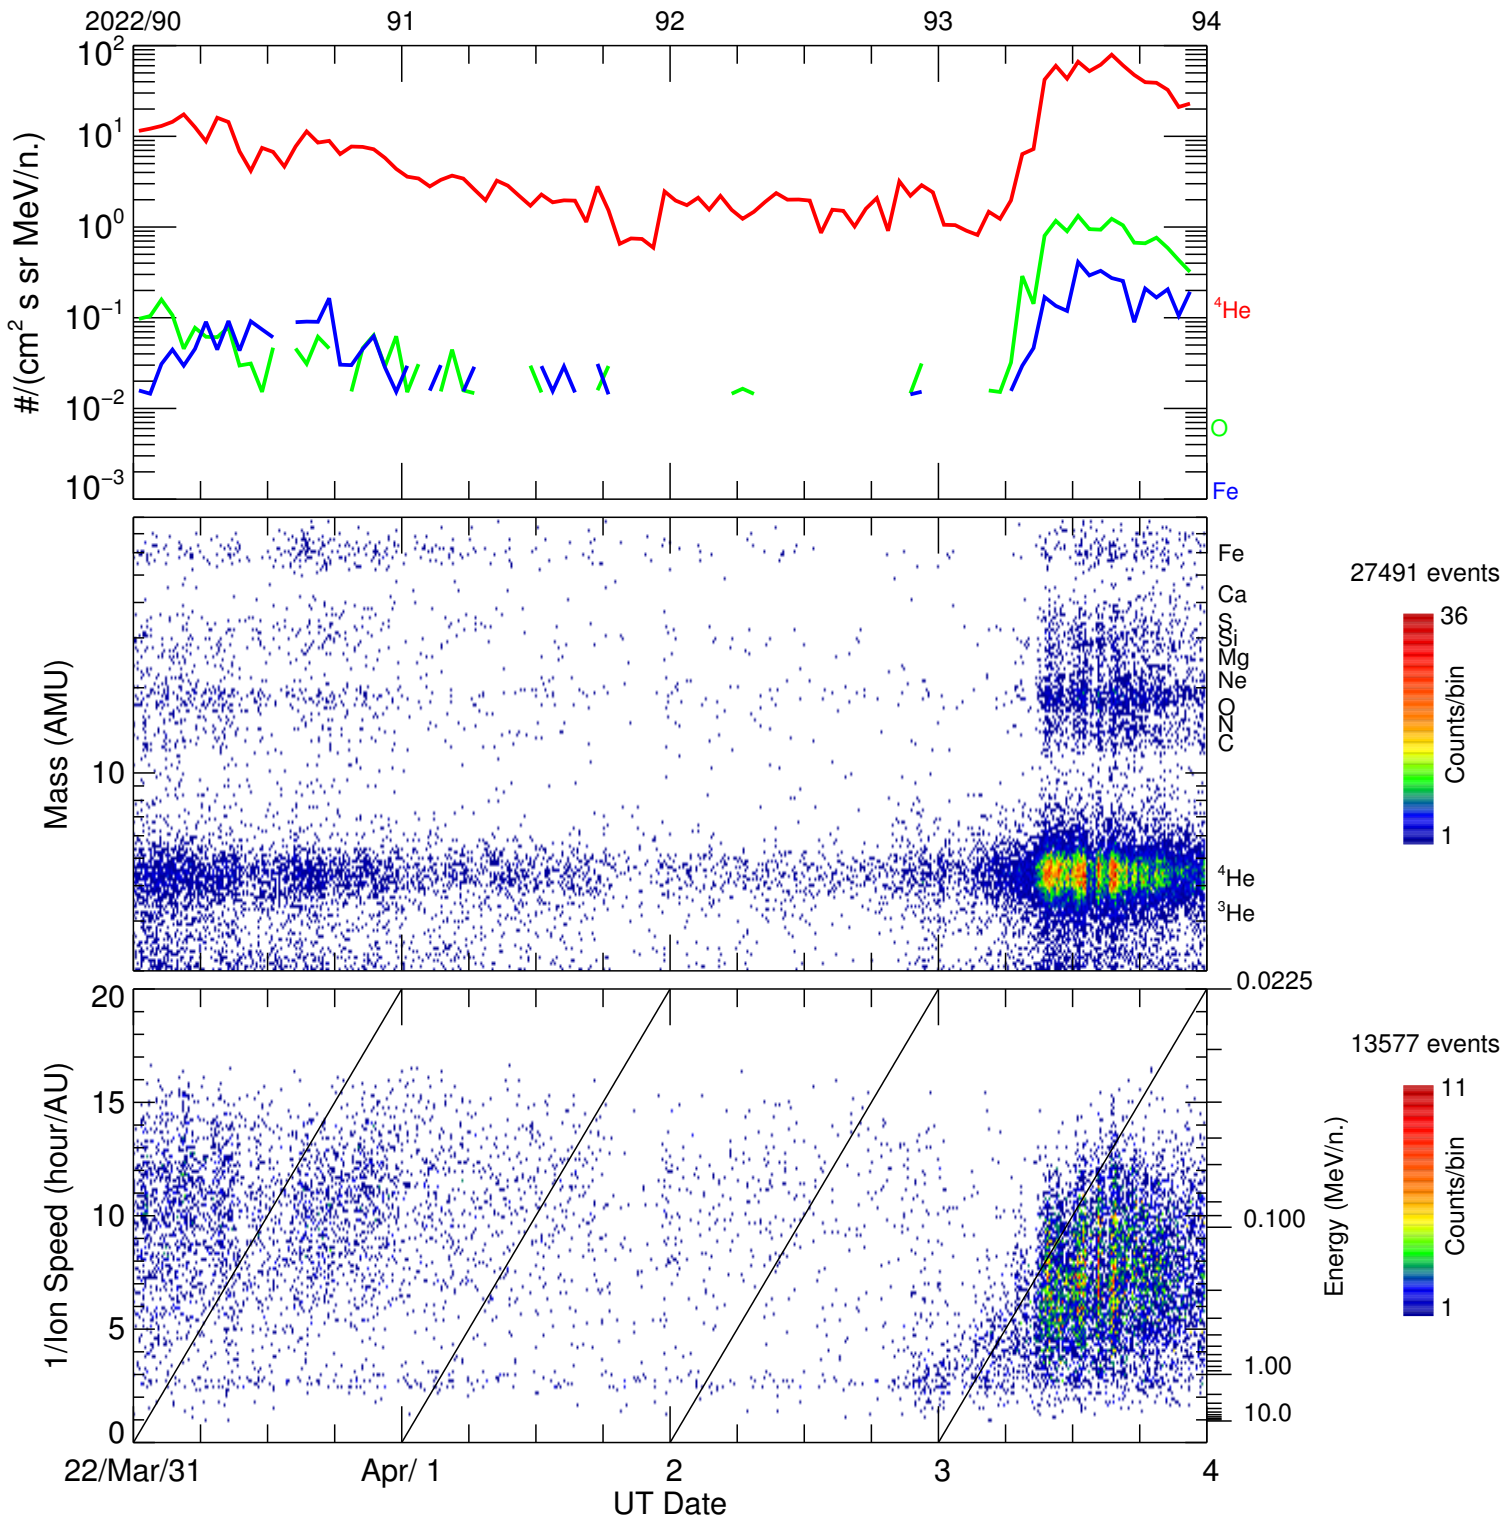 2022/90 91 92 93 94
10^2
10^1
10^0
10^-1
10^-2
10^-3
#/(cm^2 s sr MeV/n.)
^4He
O
Fe
Mass (AMU)
10
Fe
Ca
S
Si
Mg
Ne
O
N
C
^4He
^3He
27491 events
36
Counts/bin
1
1/Ion Speed (hour/AU)
20
15
10
5
0
0.0225
0.100
1.00
10.0
Energy (MeV/n.)
13577 events
11
Counts/bin
1
22/Mar/31 Apr/ 1 2 3 4
UT Date